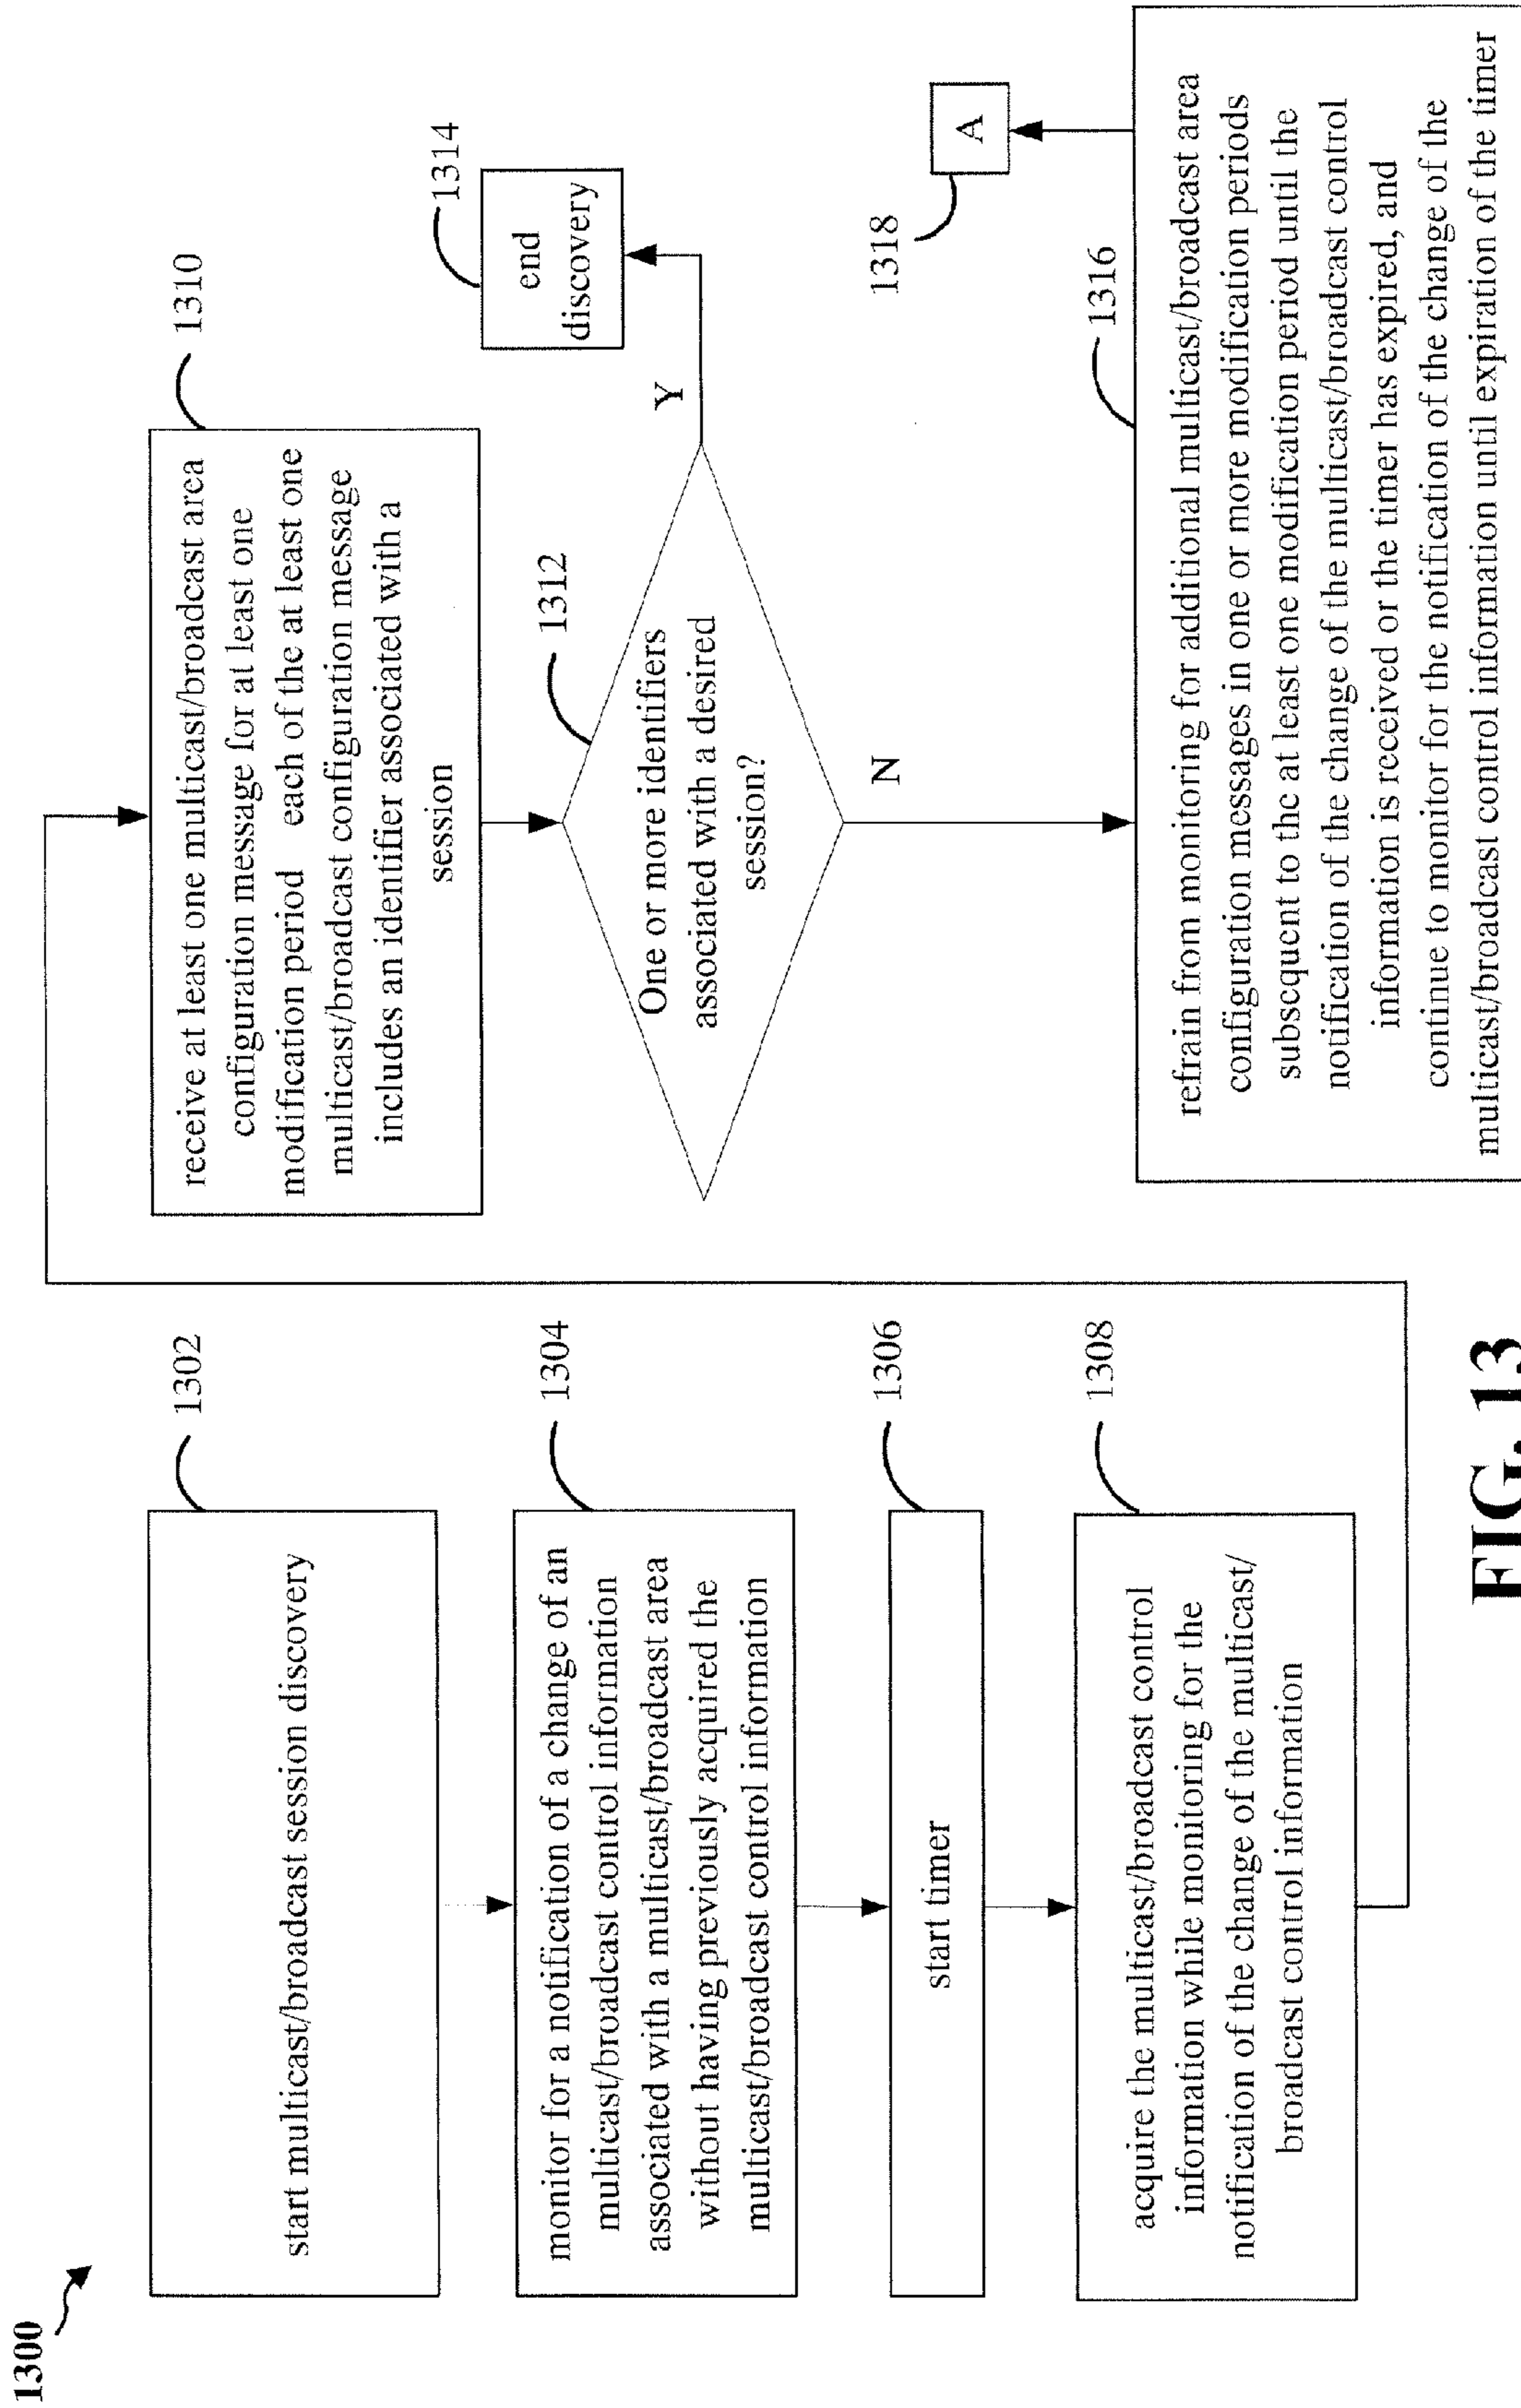 1300
1302
start multicast/broadcast session discovery
1304
monitor for a notification of a change of an
multicast/broadcast control information
associated with a multicast/broadcast area
without having previously acquired the
multicast/broadcast control information
1306
start timer
1308
acquire the multicast/broadcast control
information while monitoring for the
notification of the change of the multicast/
broadcast control information
1310
receive at least one multicast/broadcast area
configuration message for at least one
modification period each of the at least one
multicast/broadcast configuration message
includes an identifier associated with a
session
1312
One or more identifiers
associated with a desired
session?
Y
1314
end
discovery
N
1316
refrain from monitoring for additional multicast/broadcast area
configuration messages in one or more modification periods
subsequent to the at least one modification period until the
notification of the change of the multicast/broadcast control
information is received or the timer has expired, and
continue to monitor for the notification of the change of the
multicast/broadcast control information until expiration of the timer
1318
A
FIG. 13